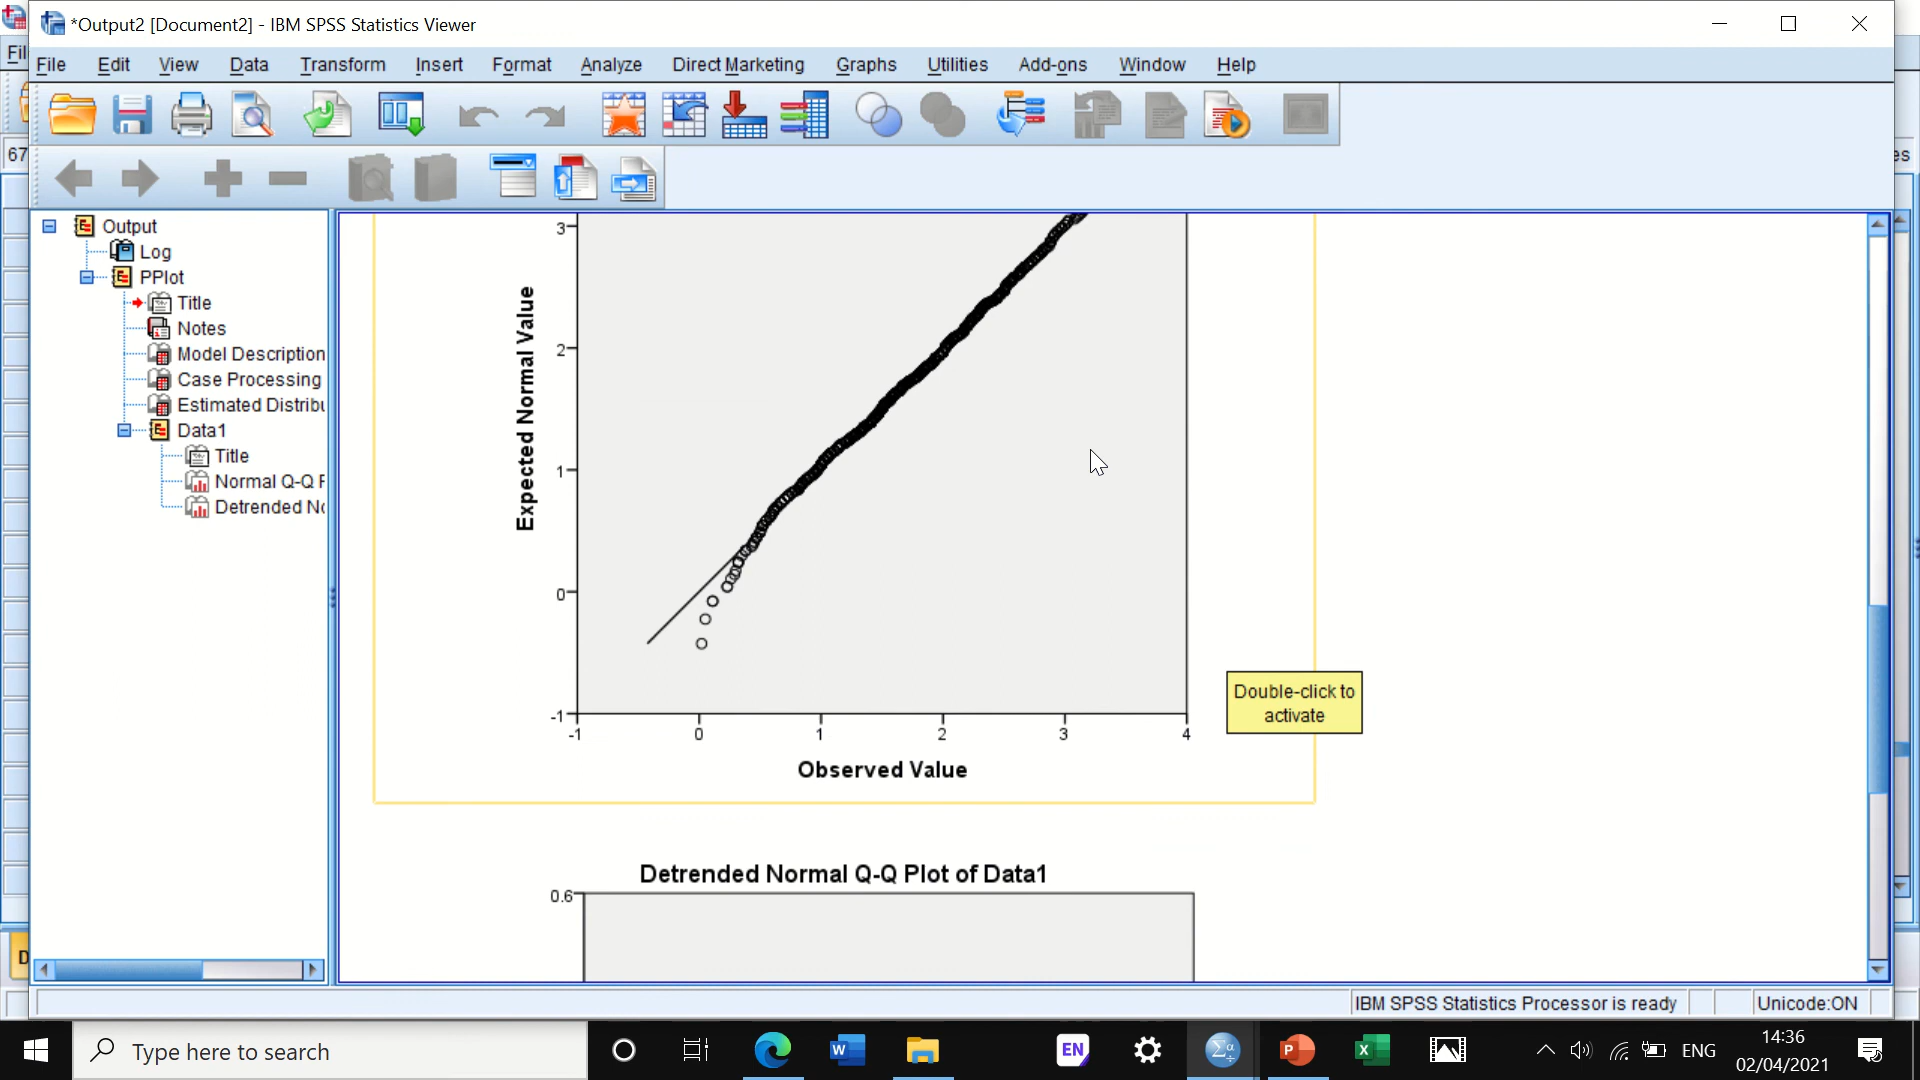 *Output2 [Document2] - IBM SPSS Statistics Viewer
Fil
File Edit View Data Transform Insert Format Analyze Direct Marketing Graphs Utilities Add-ons Window Help
67
es
Output
Log
PPlot
Title
Notes
Model Description
Case Processing
Estimated Distribu
Data1
Title
Normal Q-Q P
Detrended No
Expected Normal Value
3
2
1
0
-1
-1 0 1 2 3 4
Observed Value
Double-click to
activate
Detrended Normal Q-Q Plot of Data1
0.6
D
IBM SPSS Statistics Processor is ready Unicode:ON
Type here to search
EN
ENG
14:36
02/04/2021